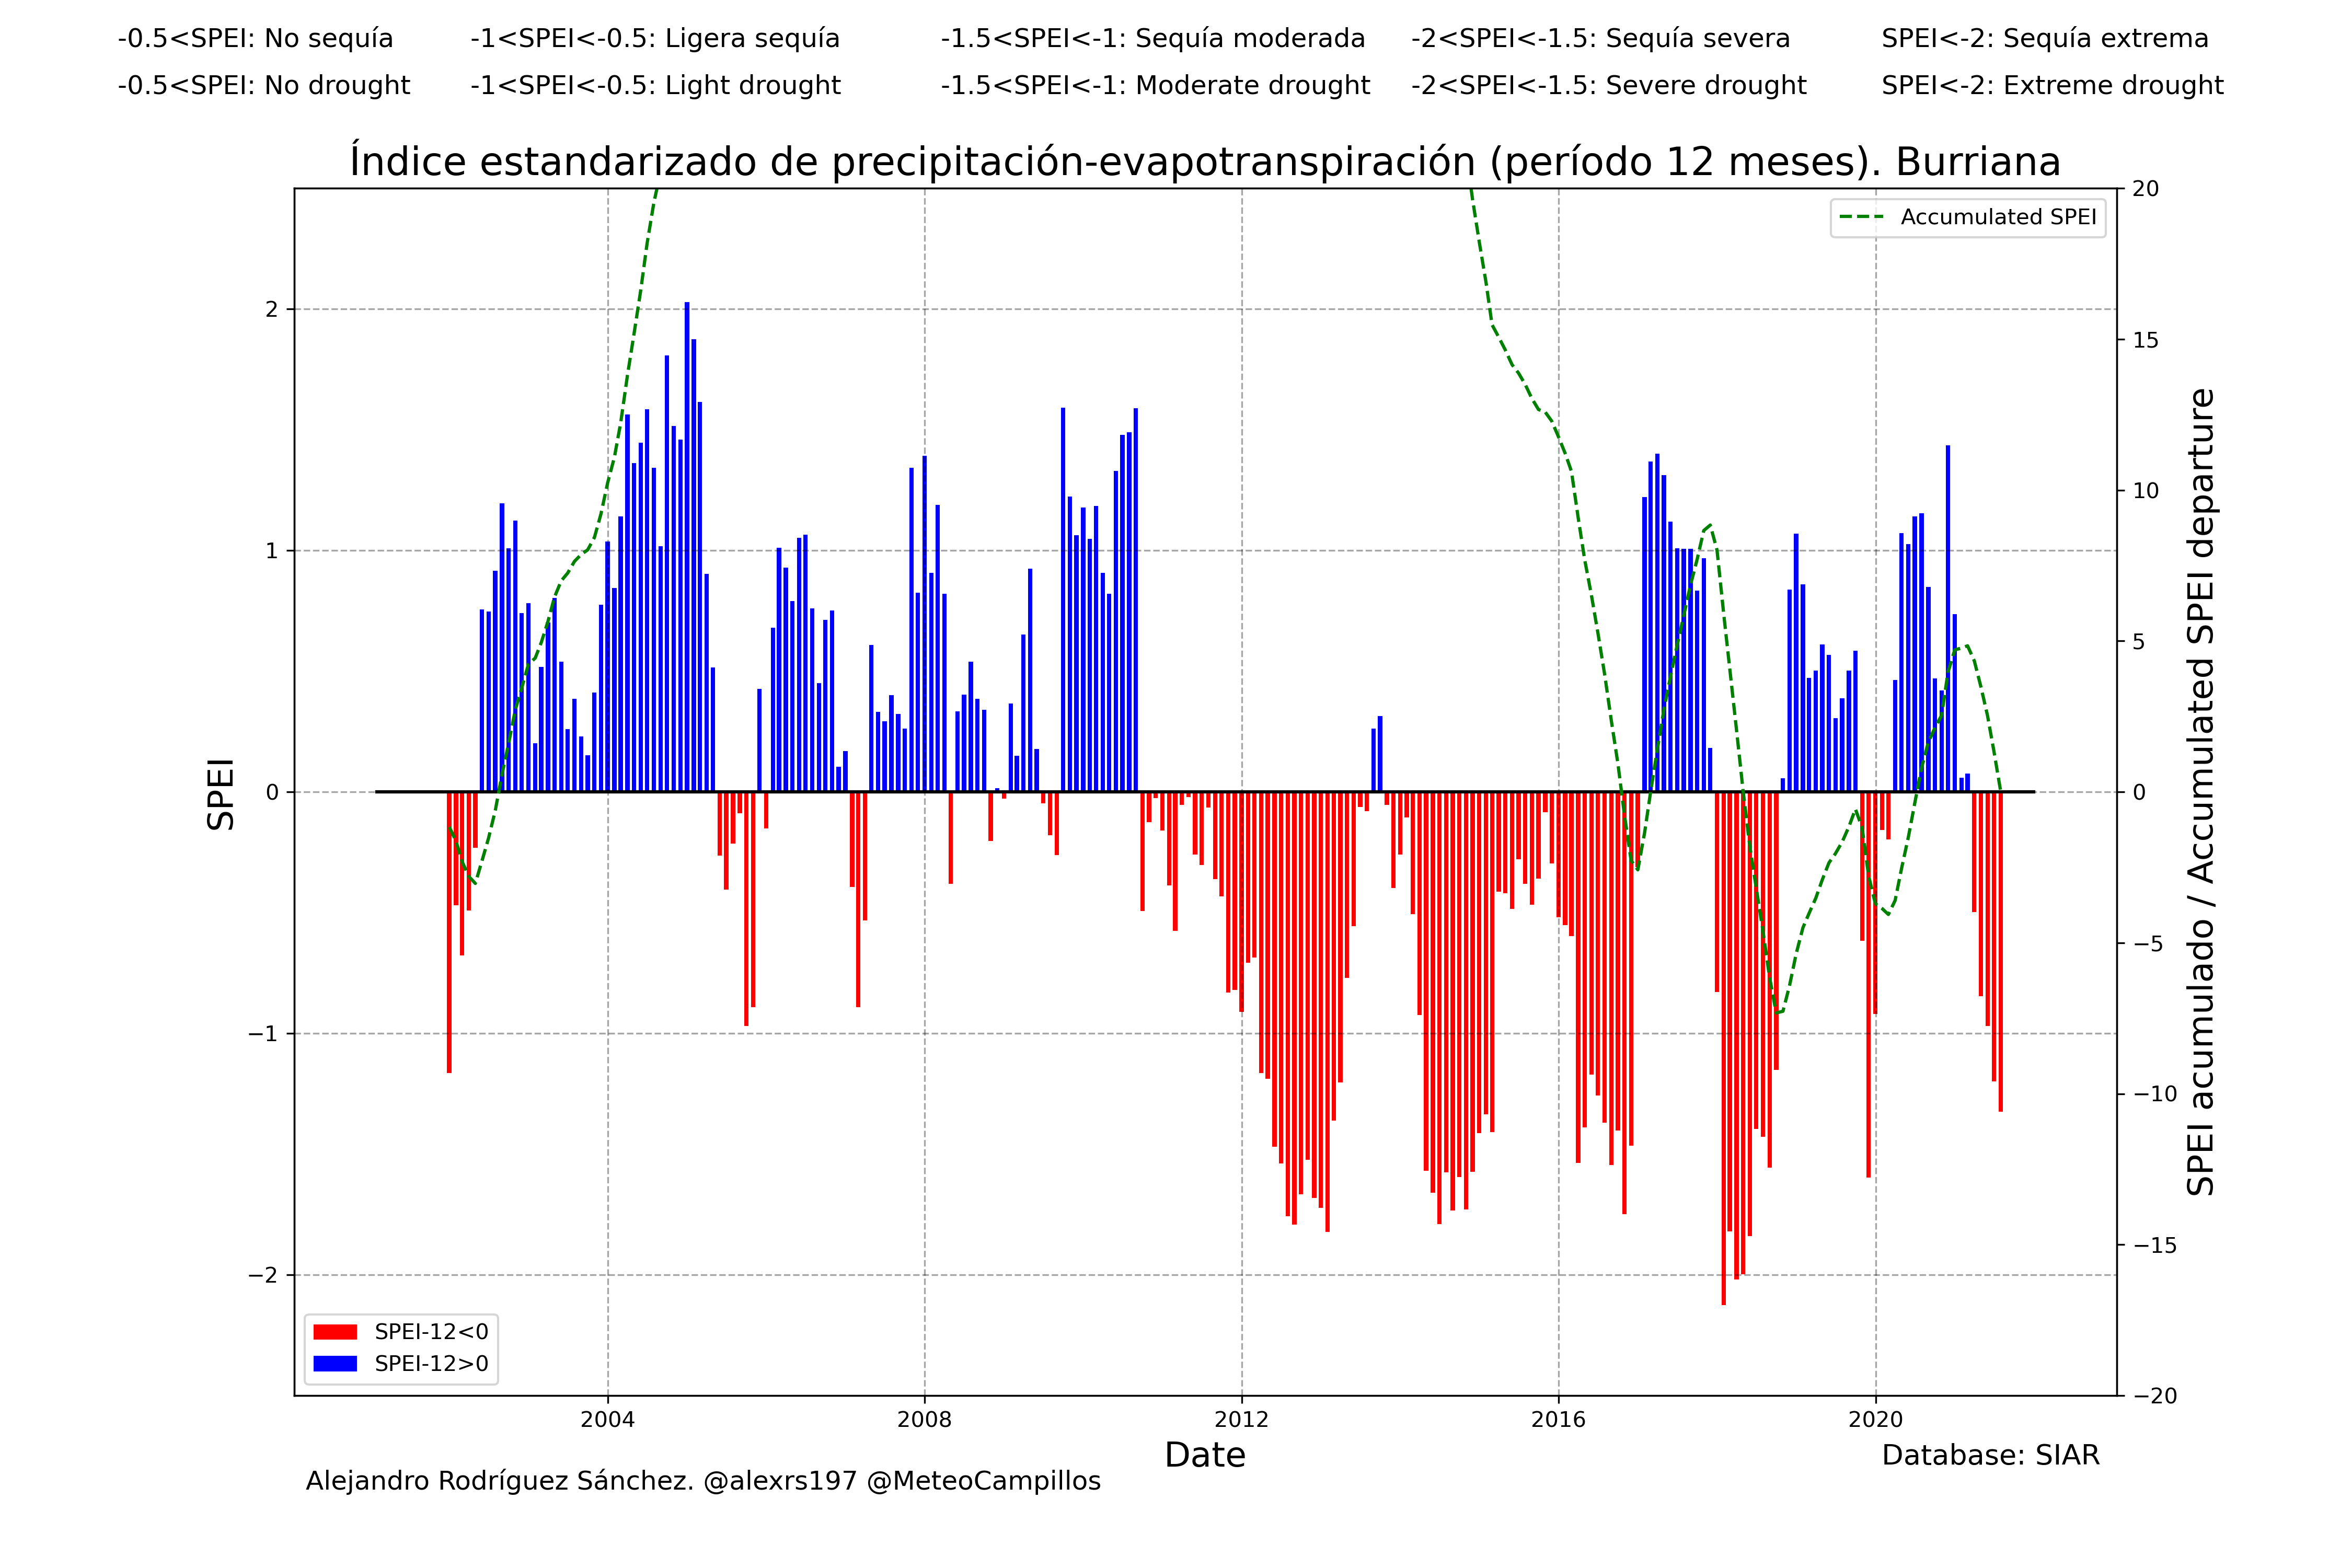 -0.5<SPEI: No sequía -1<SPEI<-0.5: Ligera sequía -1.5<SPEI<-1: Sequía moderada -2<SPEI<-1.5: Sequía severa SPEI<-2: Sequía extrema
-0.5<SPEI: No drought -1<SPEI<-0.5: Light drought -1.5<SPEI<-1: Moderate drought -2<SPEI<-1.5: Severe drought SPEI<-2: Extreme drought
Índice estandarizado de precipitación-evapotranspiración (período 12 meses). Burriana
Accumulated SPEI
SPEI
2
1
0
−1
−2
20
15
10
5
0
−5
−10
−15
−20
SPEI acumulado / Accumulated SPEI departure
SPEI-12<0
SPEI-12>0
2004 2008 2012 2016 2020
Date
Database: SIAR
Alejandro Rodríguez Sánchez. @alexrs197 @MeteoCampillos